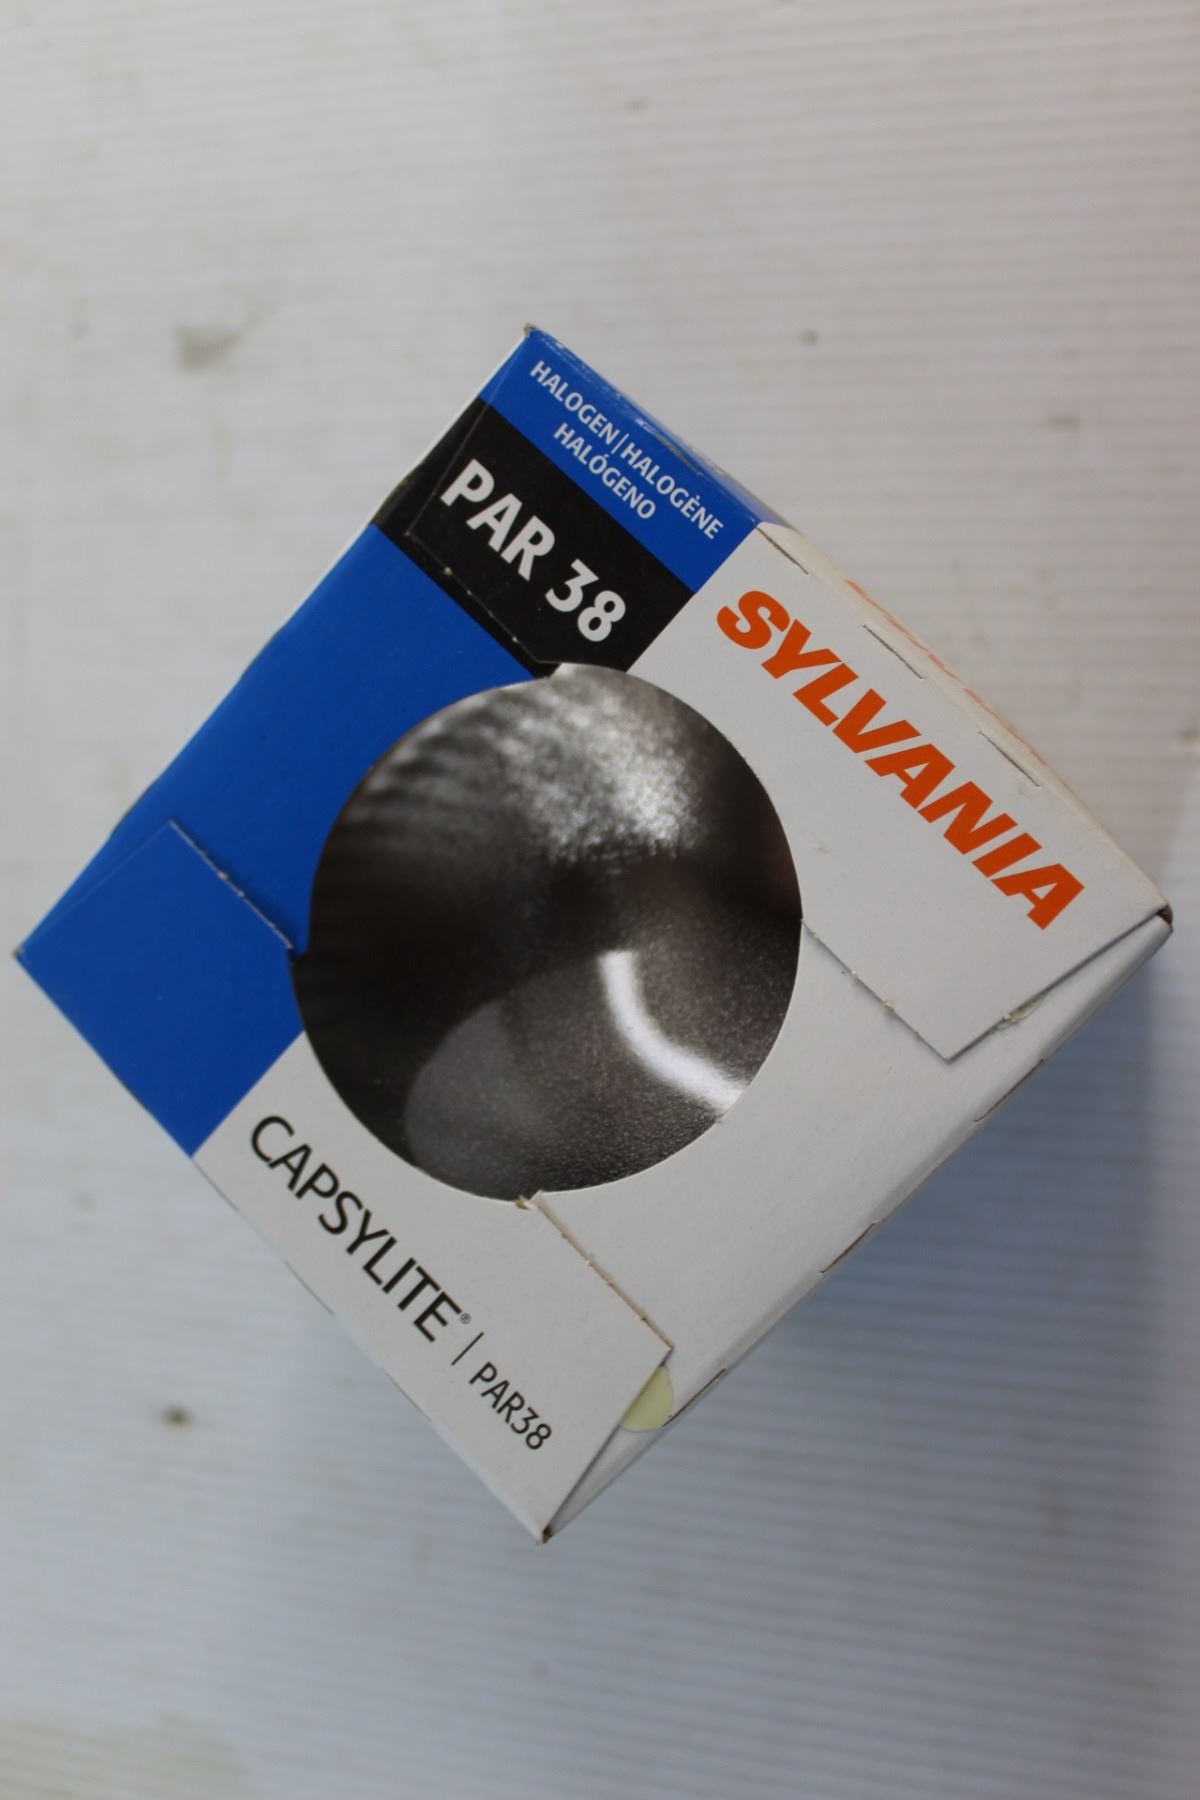 HALOGEN|HALOGÈNE
HALÓGENO
PAR 38
SYLVANIA
CAPSYLITE® | PAR38